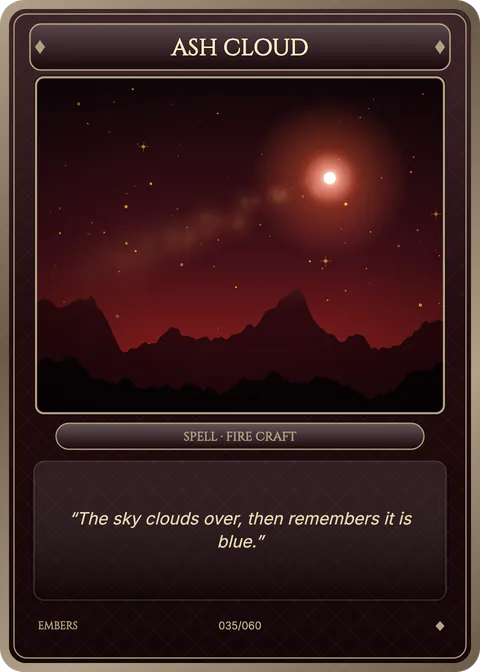 ASH CLOUD
SPELL · FIRE CRAFT
“The sky clouds over, then remembers it is
blue.”
EMBERS
035/060